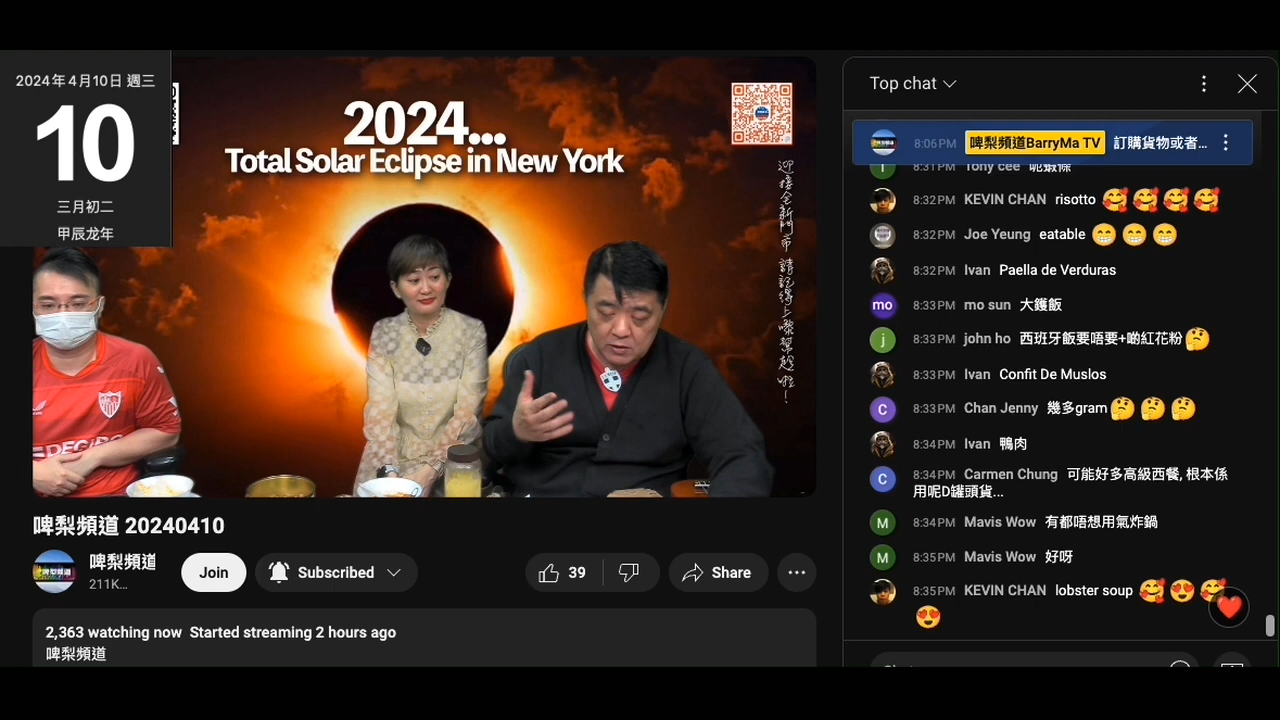 2024年4月10日 週三
10
三月初二
甲辰龙年
2024...
Total Solar Eclipse in New York
啤梨頻道 20240410
啤梨頻道
211K...
Join
Subscribed
39
Share
2,363 watching now Started streaming 2 hours ago
啤梨頻道
Top chat
8:06PM 啤梨頻道BarryMa TV 訂購貨物或者...
8:31PM Tony cee 呃蝦條
8:32PM KEVIN CHAN risotto 🥰🥰🥰🥰
8:32PM Joe Yeung eatable 😁😁😁
8:32PM Ivan Paella de Verduras
8:33PM mo sun 大鑊飯
8:33PM john ho 西班牙飯要唔要+啲紅花粉🤔
8:33PM Ivan Confit De Muslos
8:33PM Chan Jenny 幾多gram🤔🤔🤔
8:34PM Ivan 鴨肉
8:34PM Carmen Chung 可能好多高級西餐, 根本係
用呢D罐頭貨...
8:34PM Mavis Wow 有都唔想用氣炸鍋
8:35PM Mavis Wow 好呀
8:35PM KEVIN CHAN lobster soup 🥰😍🥰
😍